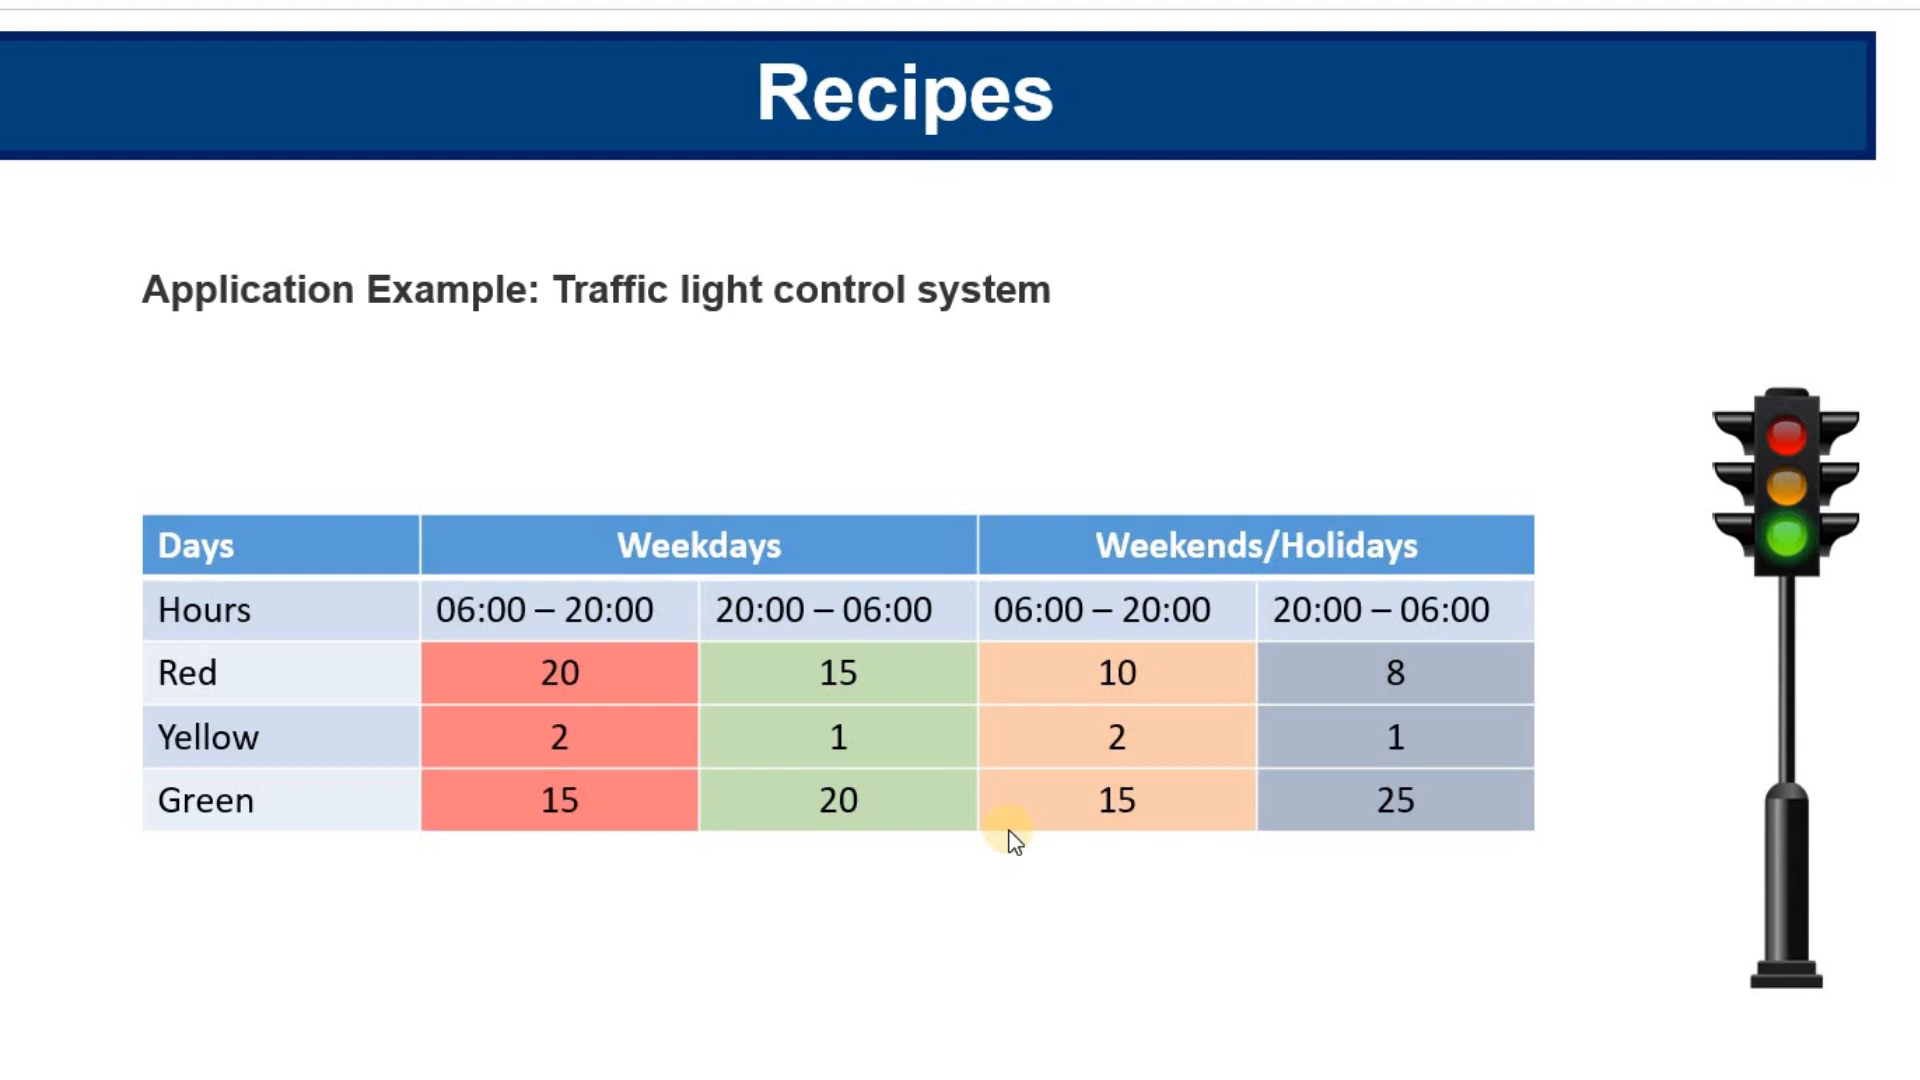 Recipes
Application Example: Traffic light control system
Days Weekdays Weekends/Holidays
Hours 06:00 – 20:00 20:00 – 06:00 06:00 – 20:00 20:00 – 06:00
Red 20 15 10 8
Yellow 2 1 2 1
Green 15 20 15 25